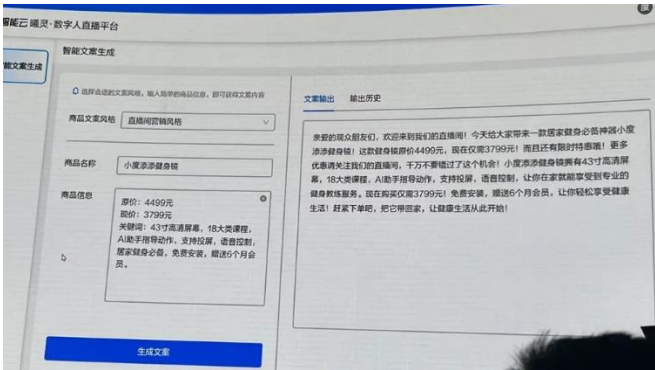 智能云 曦灵·数字人直播平台
智能文案生成
能文案生成
选择合适的文案风格，输入简单的商品信息，即可获得文案内容
商品文案风格
直播间营销风格
商品名称
小度添添健身镜
商品信息
原价：4499元
现价：3799元
关键词：43寸高清屏幕，18大类课程，
AI助手指导动作，支持投屏，语音控制，
居家健身必备，免费安装，赠送6个月会
员。
生成文案
文案输出
输出历史
亲爱的观众朋友们，欢迎来到我们的直播间！今天给大家带来一款居家健身必备神器小度
添添健身镜！这款健身镜原价4499元，现在仅需3799元！而且还有限时特惠哦！更多
优惠请关注我们的直播间，千万不要错过了这个机会！小度添添健身镜拥有43寸高清屏
幕，18大类课程，AI助手指导动作，支持投屏，语音控制，让你在家就能享受到专业的
健身教练服务。现在购买仅需3799元！免费安装，赠送6个月会员，让你轻松享受健康
生活！赶紧下单吧，把它带回家，让健康生活从此开始！